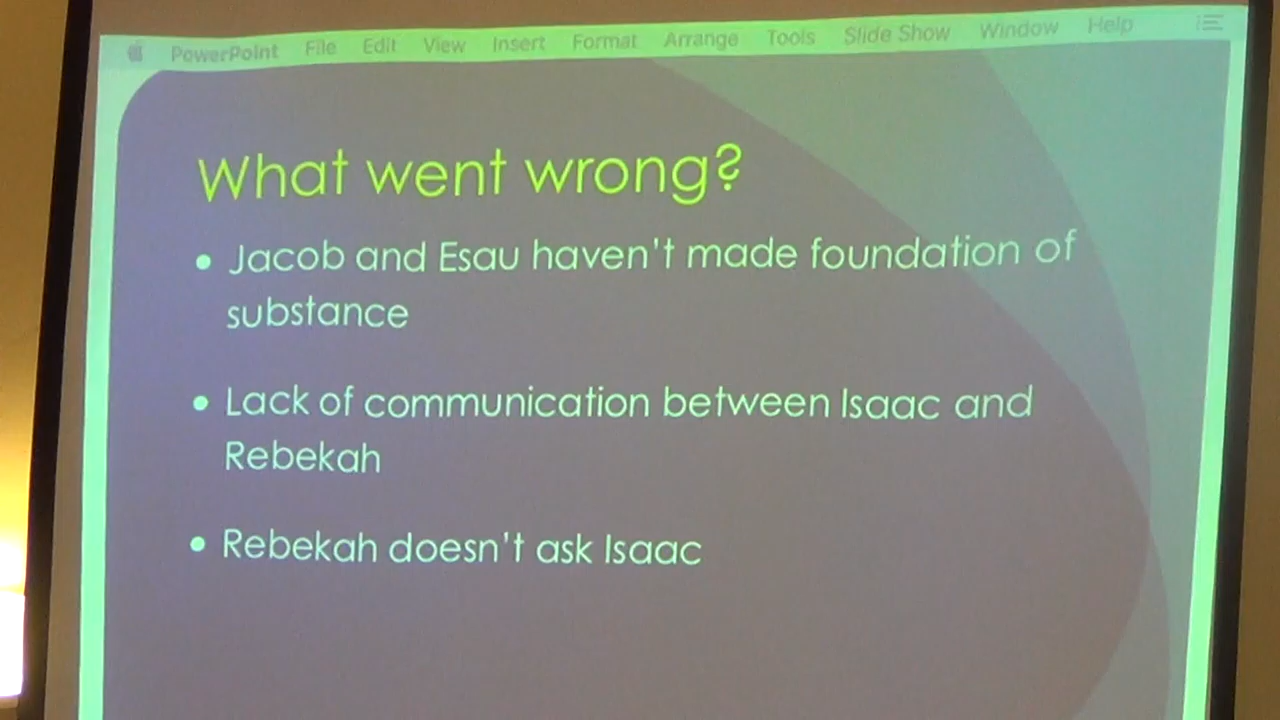 PowerPoint File Edit View Insert Format Arrange Tools Slide Show Window Help
What went wrong?
• Jacob and Esau haven't made foundation of
substance
• Lack of communication between Isaac and
Rebekah
• Rebekah doesn't ask Isaac